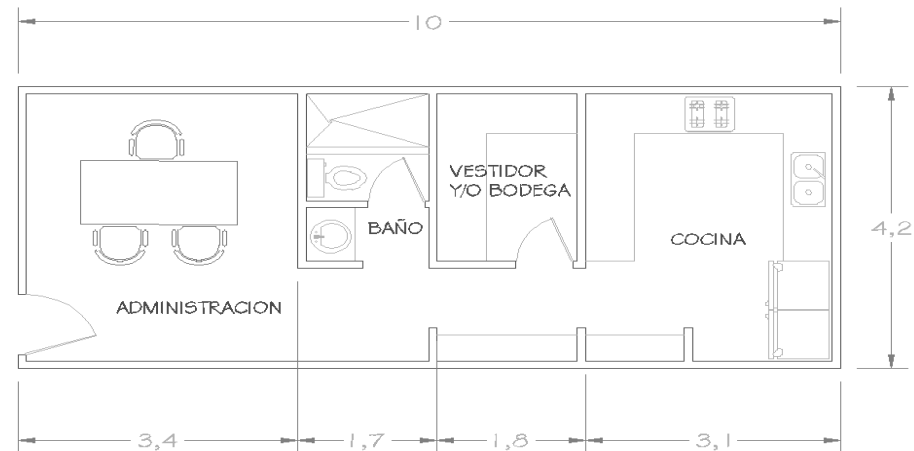 10
VESTIDOR
Y/O BODEGA
BAÑO
COCINA
4,2
ADMINISTRACION
3,4
1,7
1,8
3,1